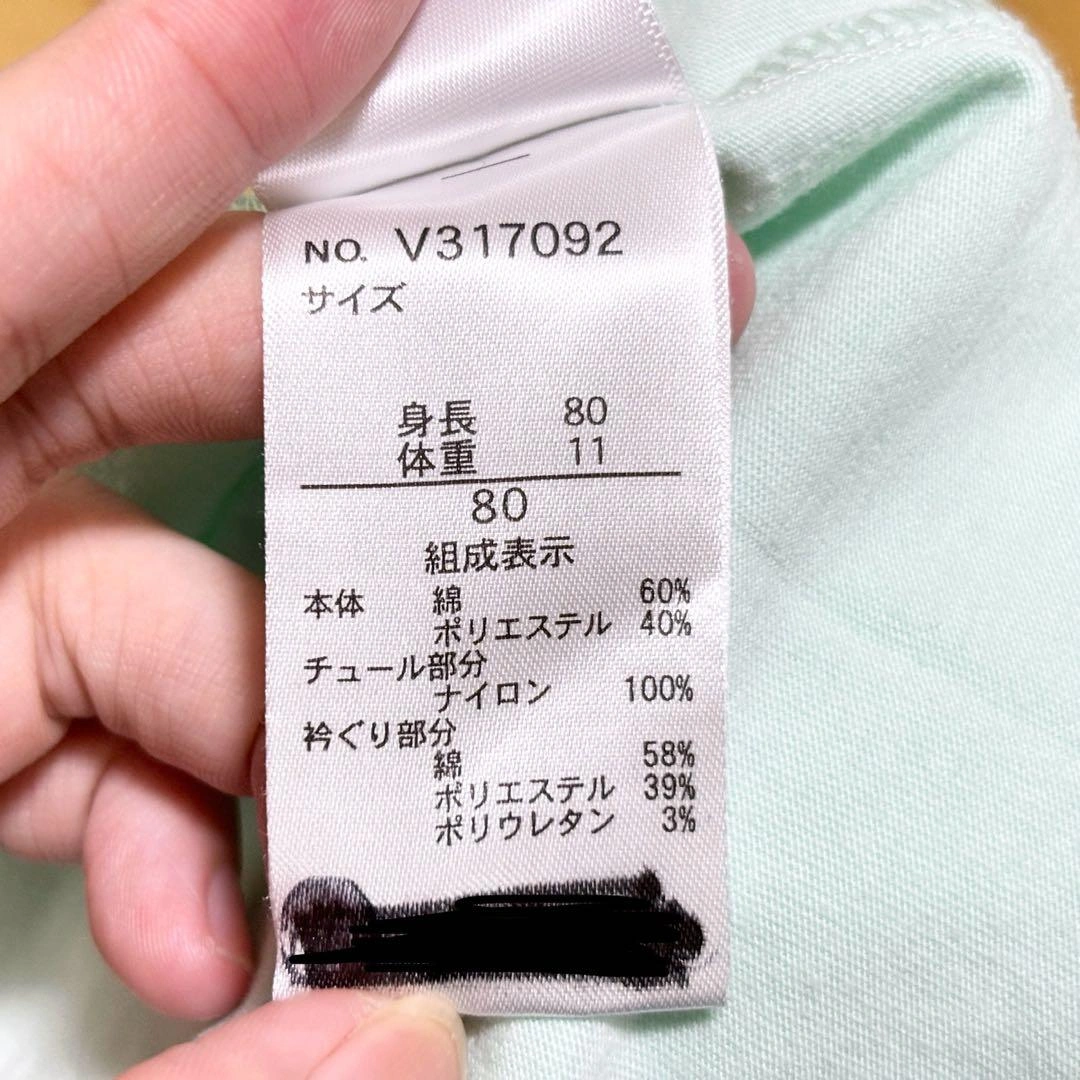 NO. V317092
サイズ
身長 80
体重 11
80
組成表示
本体 綿 60%
ポリエステル 40%
チュール部分
ナイロン 100%
衿ぐり部分
綿 58%
ポリエステル 39%
ポリウレタン 3%